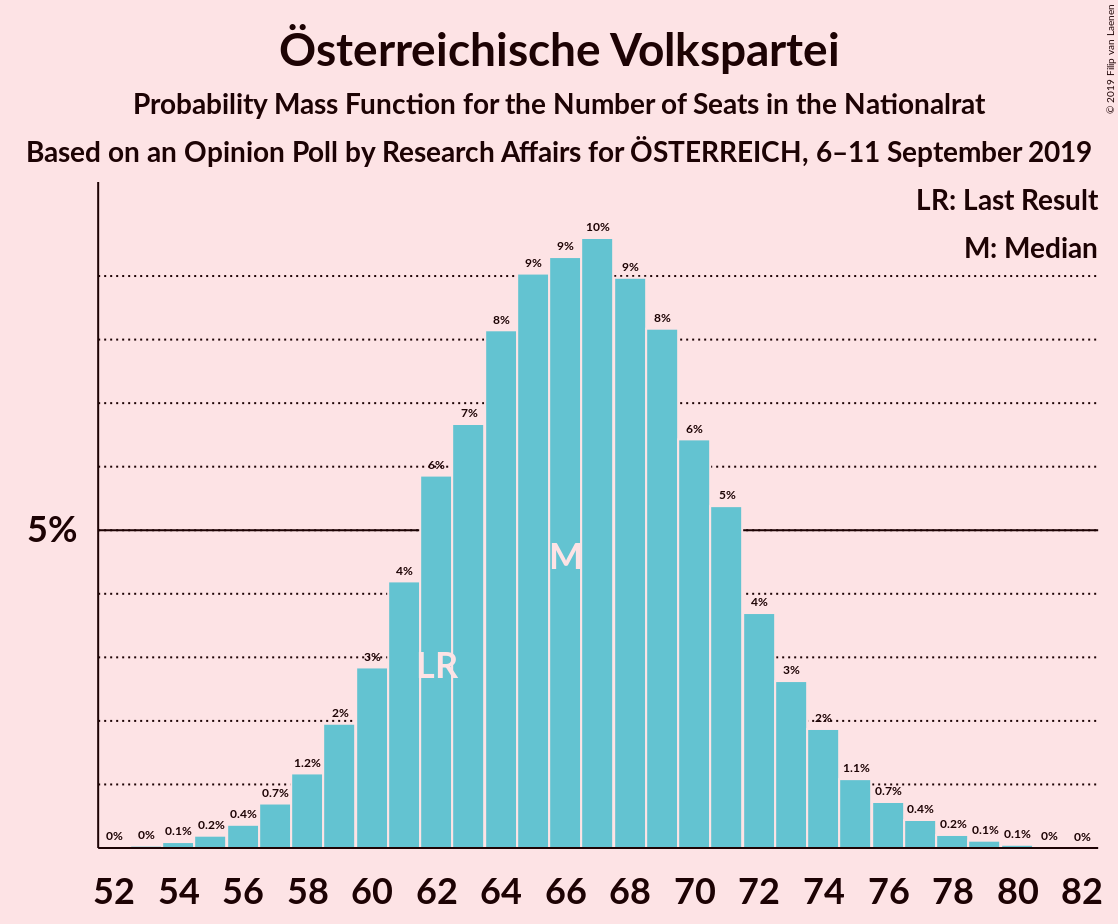 Österreichische Volkspartei
Probability Mass Function for the Number of Seats in the Nationalrat
Based on an Opinion Poll by Research Affairs for ÖSTERREICH, 6–11 September 2019
© 2019 Filip van Laenen
LR: Last Result
M: Median
5%
0% 0% 0.1% 0.2% 0.4% 0.7% 1.2% 2% 3% 4% 6% 7% 8% 9% 9% 10% 9% 8% 6% 5% 4% 3% 2% 1.1% 0.7% 0.4% 0.2% 0.1% 0.1% 0% 0%
M
LR
52 54 56 58 60 62 64 66 68 70 72 74 76 78 80 82